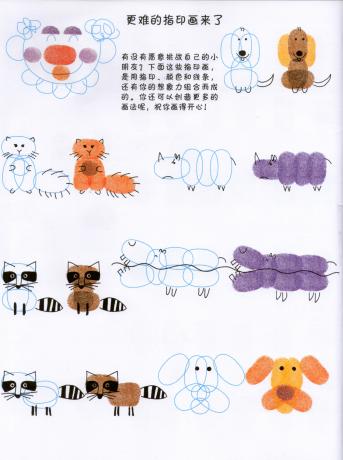 更难的指印画来了
有没有愿意挑战自己的小
朋友？下面这些指印画，
是用指印、颜色和线条，
还有你的想象力组合而成
的。你还可以创造更多的
画法呢，祝你画得开心！